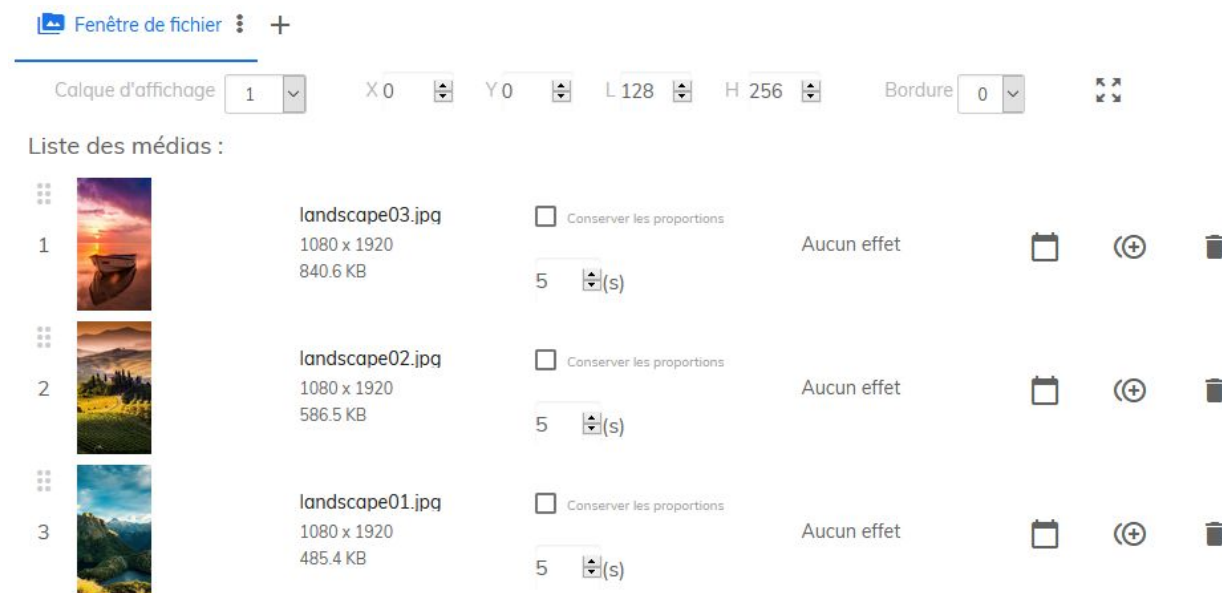 Fenêtre de fichier
Calque d'affichage 1 X 0 Y 0 L 128 H 256 Bordure 0
Liste des médias :
1
landscape03.jpg
1080 x 1920
840.6 KB
Conserver les proportions
5 (s)
Aucun effet
2
landscape02.jpg
1080 x 1920
586.5 KB
Conserver les proportions
5 (s)
Aucun effet
3
landscape01.jpg
1080 x 1920
485.4 KB
Conserver les proportions
5 (s)
Aucun effet